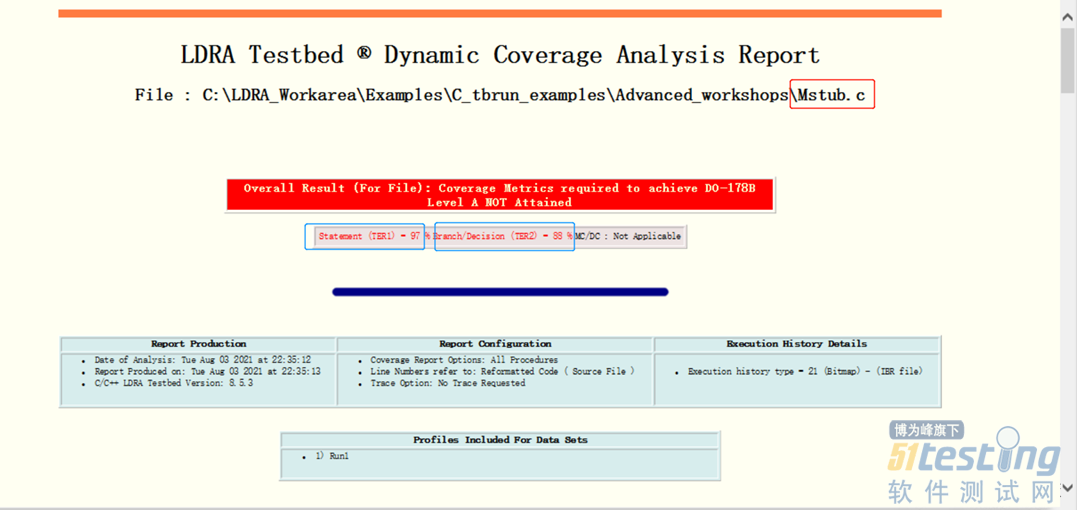 LDRA Testbed ® Dynamic Coverage Analysis Report
File : C:\LDRA_Workarea\Examples\C_tbrun_examples\Advanced_workshops\Mstub.c
Overall Result (For File): Coverage Metrics required to achieve DO-178B
Level A NOT Attained
Statement (TER1) = 97 % Branch/Decision (TER2) = 88 % MC/DC : Not Applicable
Report Production
• Date of Analysis: Tue Aug 03 2021 at 22:35:12
• Report Produced on: Tue Aug 03 2021 at 22:35:13
• C/C++ LDRA Testbed Version: 8.5.3
Report Configuration
• Coverage Report Options: All Procedures
• Line Numbers refer to: Reformatted Code ( Source File )
• Trace Option: No Trace Requested
Execution History Details
• Execution history type = 21 (Bitmap) - (IBR file)
Profiles Included For Data Sets
• 1) Run1
博为峰旗下
51testing
软件测试网